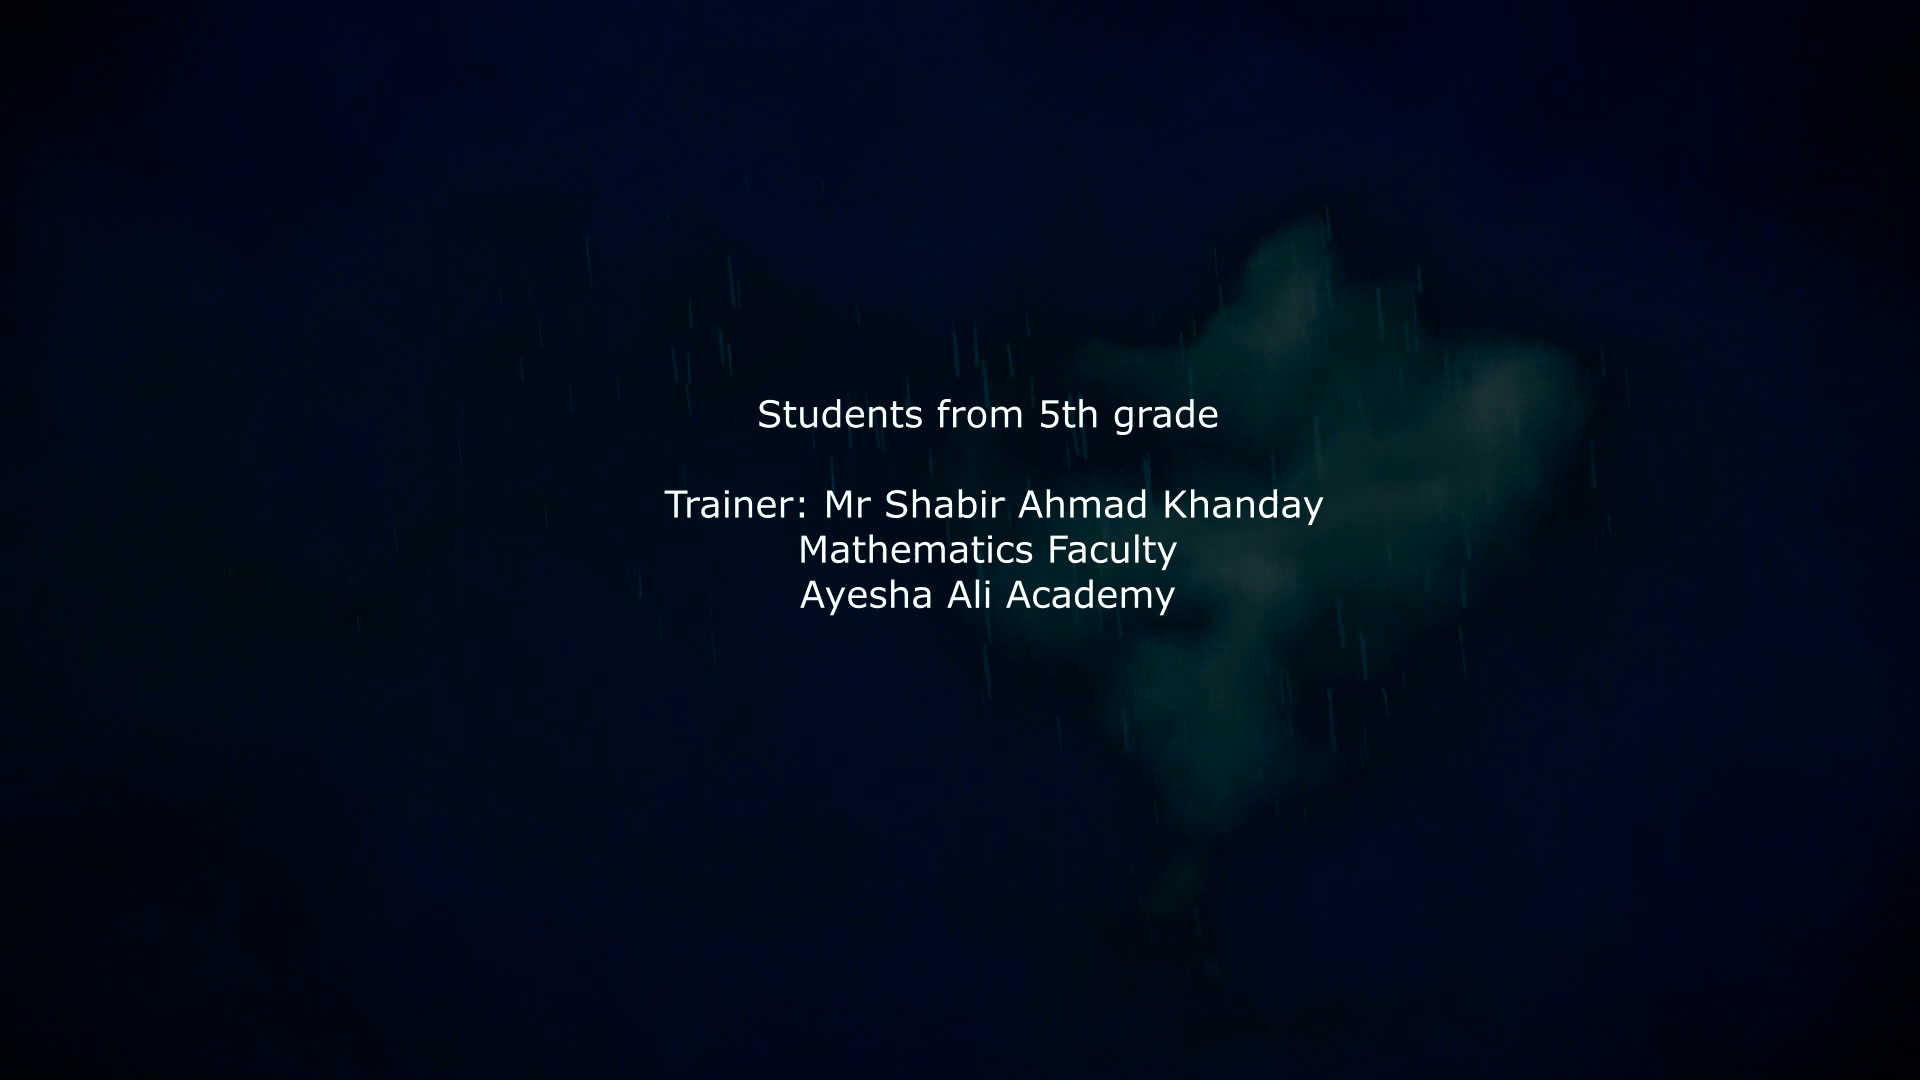 Students from 5th grade
Trainer: Mr Shabir Ahmad Khanday
Mathematics Faculty
Ayesha Ali Academy